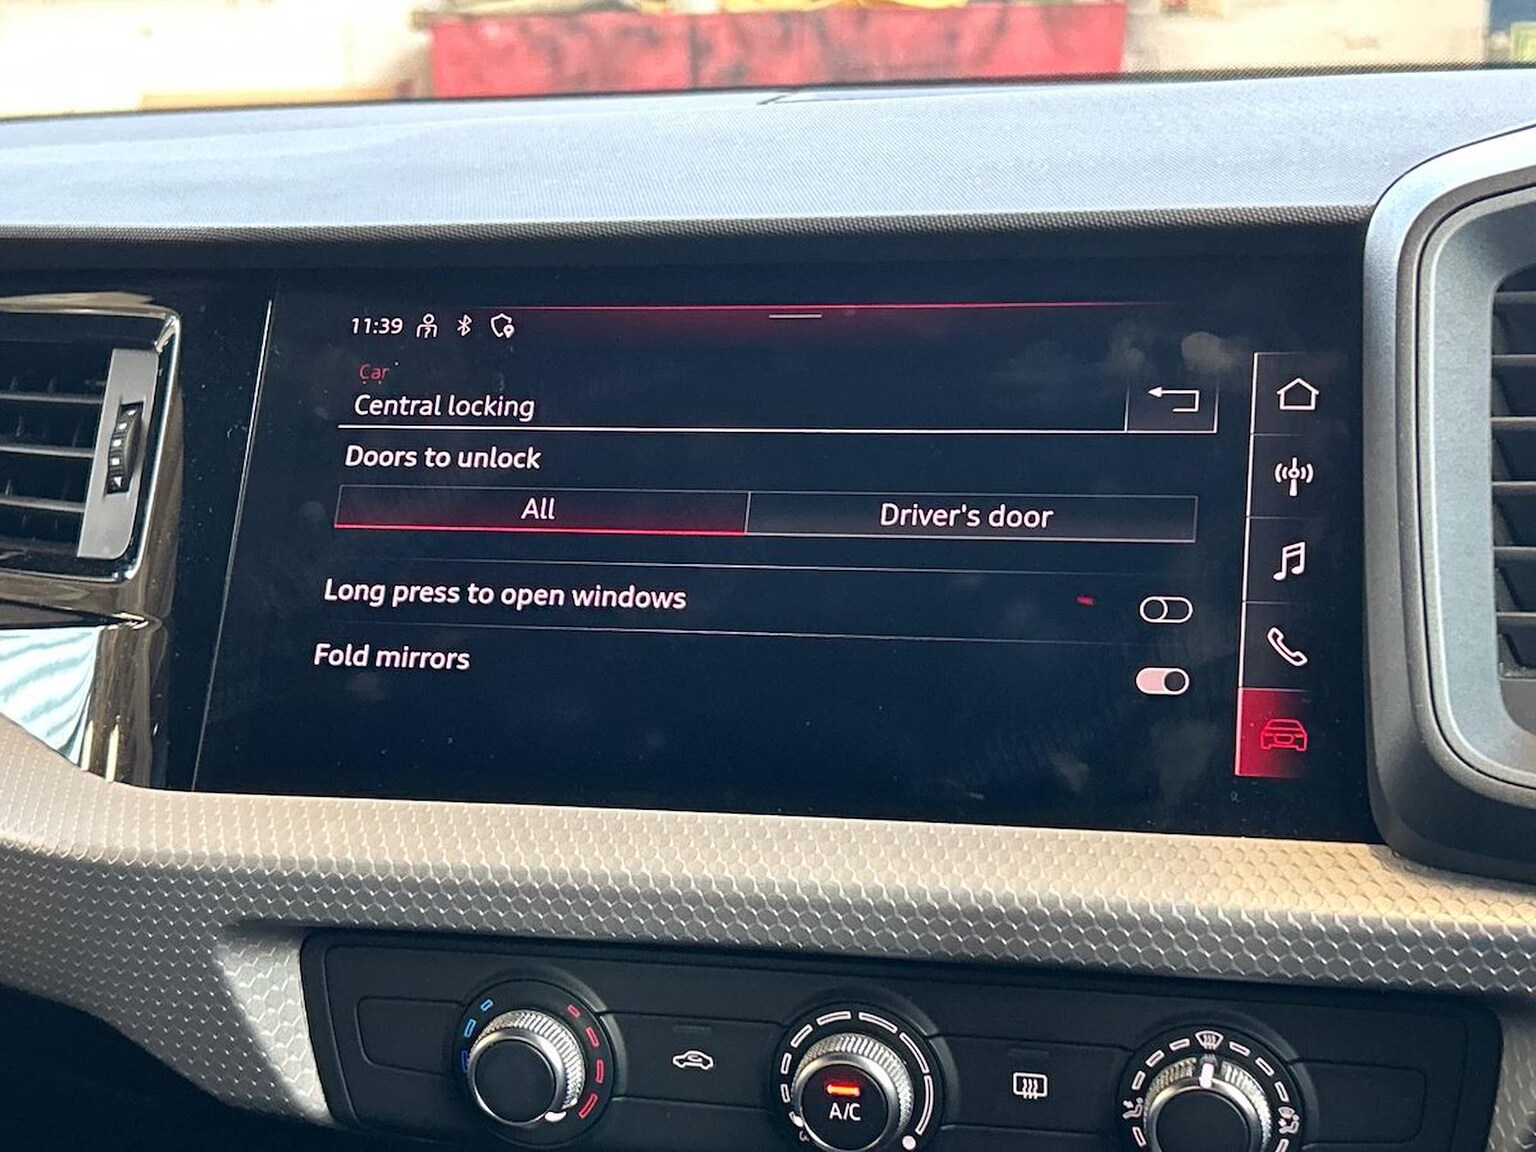 11:39
Car
Central locking
Doors to unlock
All
Driver's door
Long press to open windows
Fold mirrors
A/C